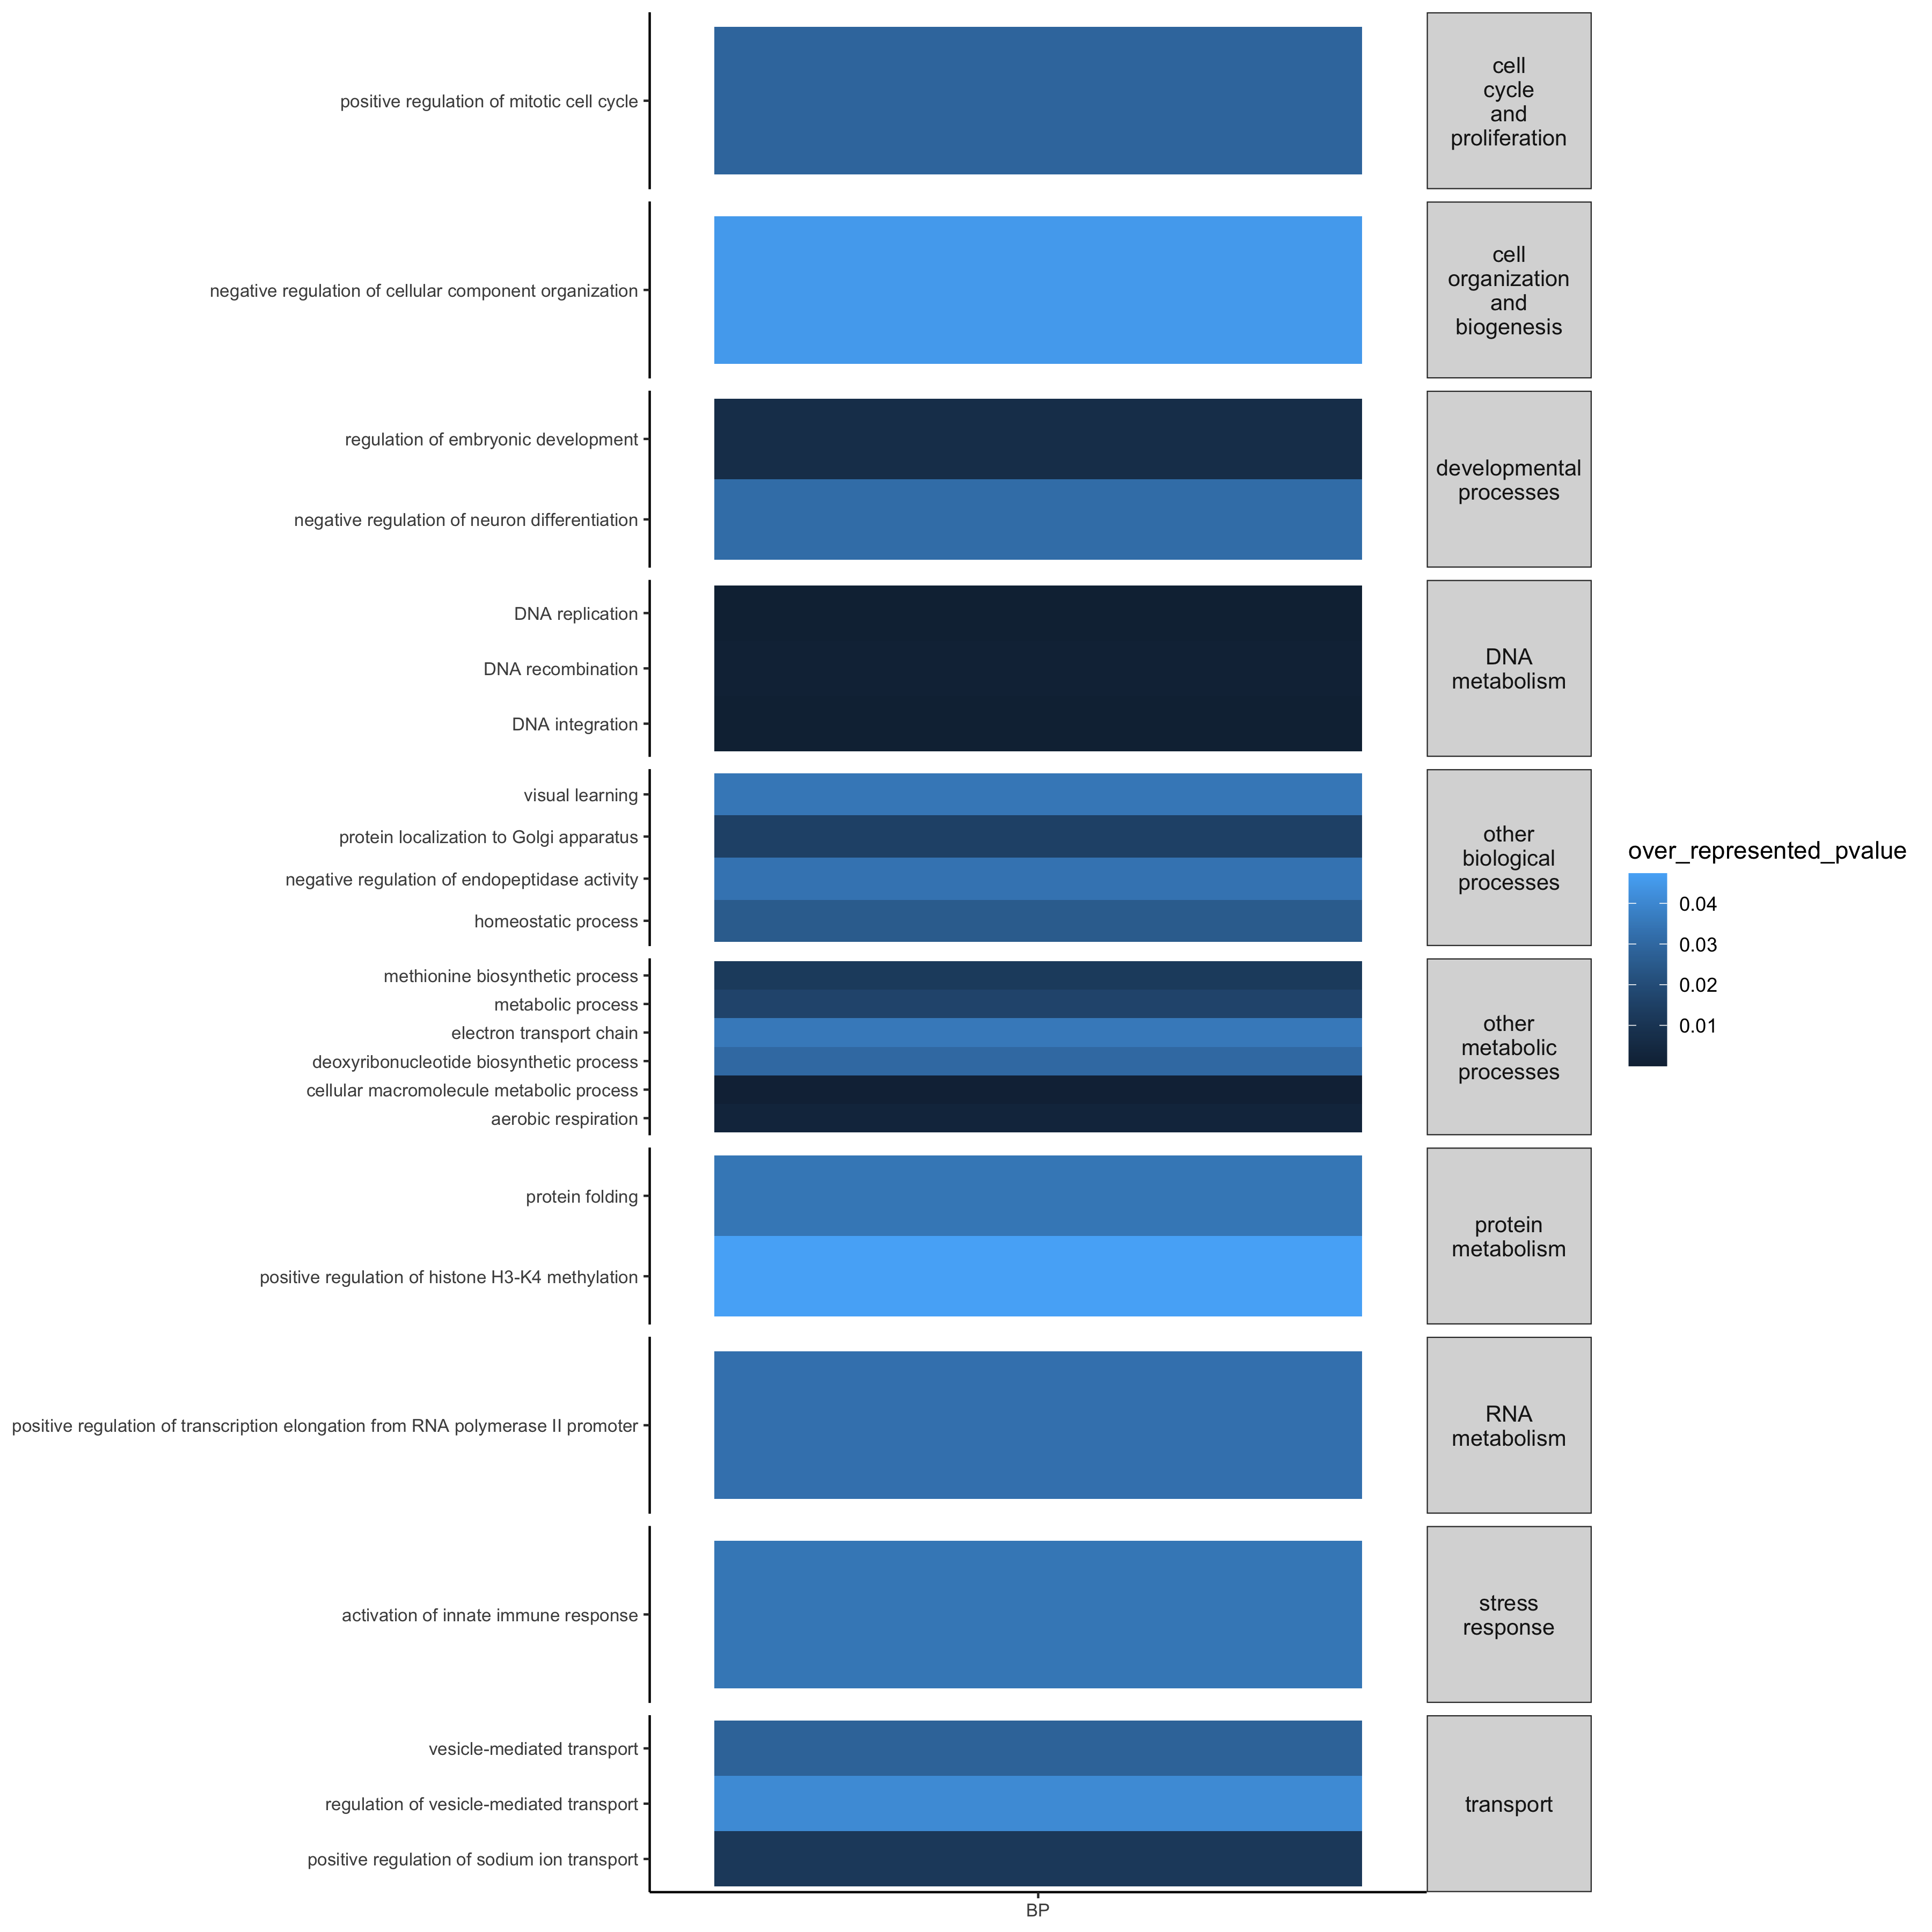 positive regulation of mitotic cell cycle
cell
cycle
and
proliferation
negative regulation of cellular component organization
cell
organization
and
biogenesis
regulation of embryonic development
negative regulation of neuron differentiation
developmental
processes
DNA replication
DNA recombination
DNA integration
DNA
metabolism
visual learning
protein localization to Golgi apparatus
negative regulation of endopeptidase activity
homeostatic process
other
biological
processes
methionine biosynthetic process
metabolic process
electron transport chain
deoxyribonucleotide biosynthetic process
cellular macromolecule metabolic process
aerobic respiration
other
metabolic
processes
protein folding
positive regulation of histone H3-K4 methylation
protein
metabolism
positive regulation of transcription elongation from RNA polymerase II promoter
RNA
metabolism
activation of innate immune response
stress
response
vesicle-mediated transport
regulation of vesicle-mediated transport
positive regulation of sodium ion transport
transport
BP
over_represented_pvalue
0.04
0.03
0.02
0.01